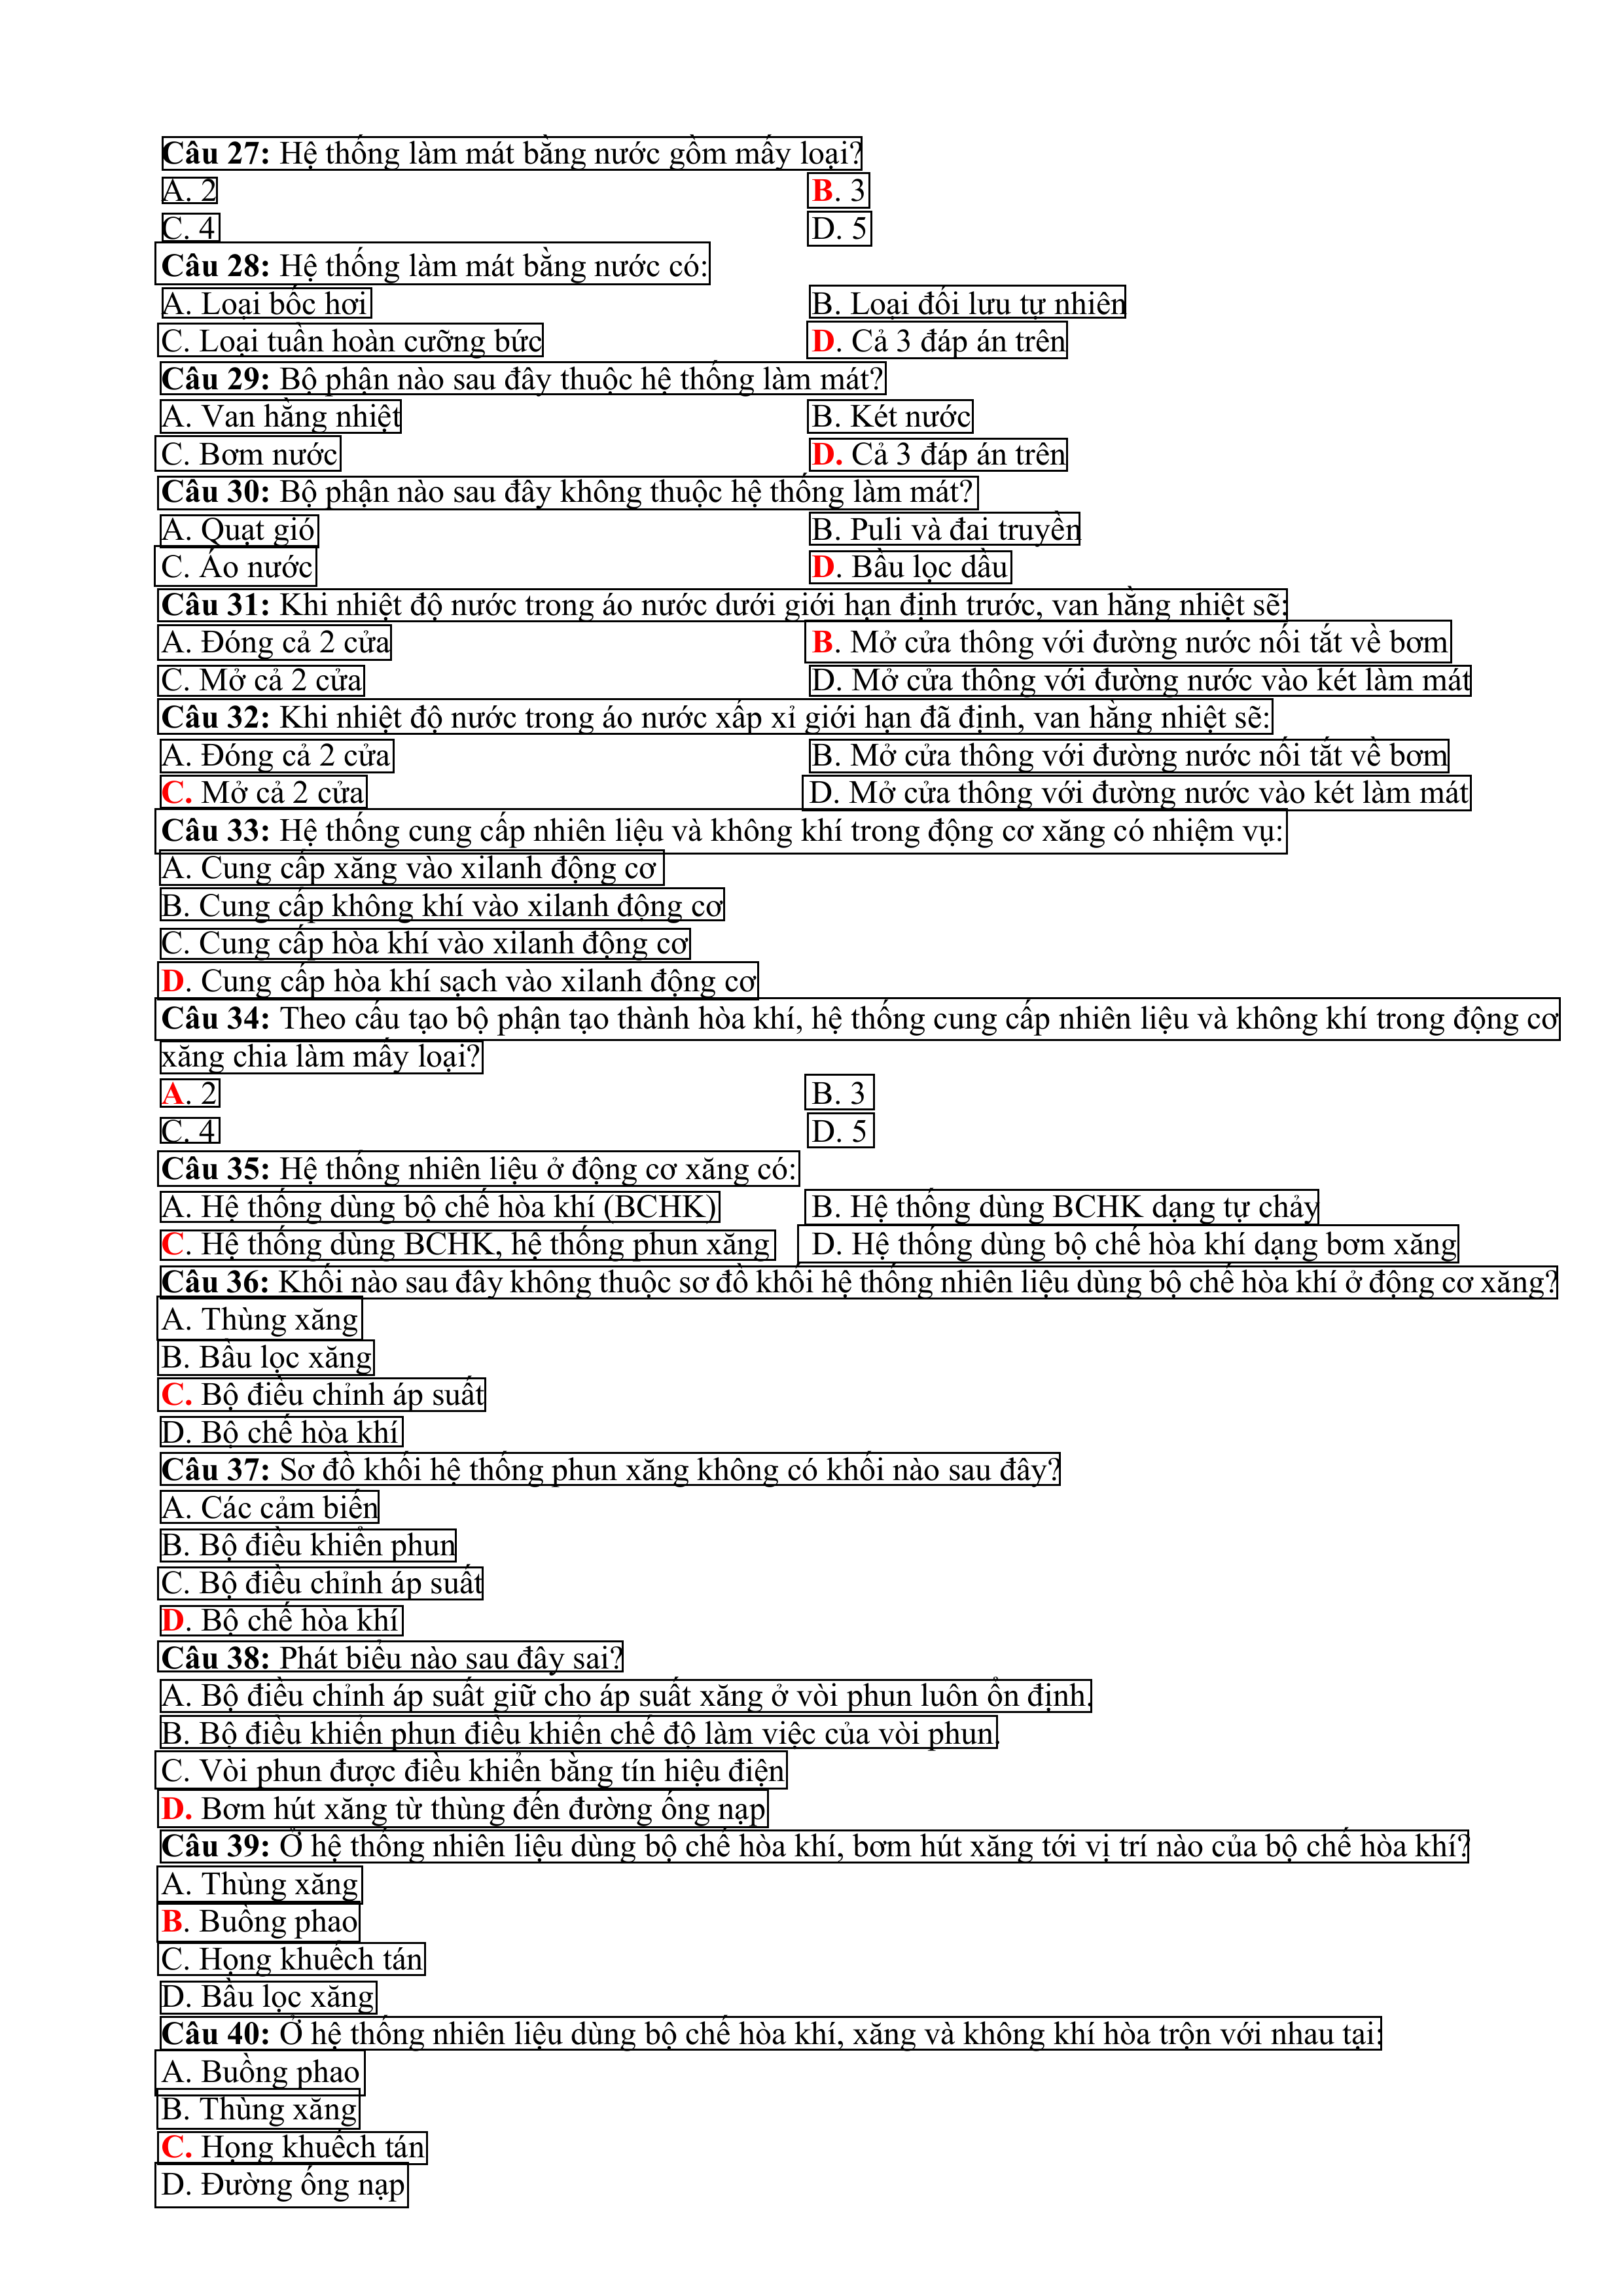 Câu 27: Hệ thống làm mát bằng nước gồm mấy loại?
A. 2 B. 3
C. 4 D. 5
Câu 28: Hệ thống làm mát bằng nước có:
A. Loại bốc hơi B. Loại đối lưu tự nhiên
C. Loại tuần hoàn cưỡng bức D. Cả 3 đáp án trên
Câu 29: Bộ phận nào sau đây thuộc hệ thống làm mát?
A. Van hằng nhiệt B. Két nước
C. Bơm nước D. Cả 3 đáp án trên
Câu 30: Bộ phận nào sau đây không thuộc hệ thống làm mát?
A. Quạt gió B. Puli và đai truyền
C. Áo nước D. Bầu lọc dầu
Câu 31: Khi nhiệt độ nước trong áo nước dưới giới hạn định trước, van hằng nhiệt sẽ:
A. Đóng cả 2 cửa B. Mở cửa thông với đường nước nối tắt về bơm
C. Mở cả 2 cửa D. Mở cửa thông với đường nước vào két làm mát
Câu 32: Khi nhiệt độ nước trong áo nước xấp xỉ giới hạn đã định, van hằng nhiệt sẽ:
A. Đóng cả 2 cửa B. Mở cửa thông với đường nước nối tắt về bơm
C. Mở cả 2 cửa D. Mở cửa thông với đường nước vào két làm mát
Câu 33: Hệ thống cung cấp nhiên liệu và không khí trong động cơ xăng có nhiệm vụ:
A. Cung cấp xăng vào xilanh động cơ
B. Cung cấp không khí vào xilanh động cơ
C. Cung cấp hòa khí vào xilanh động cơ
D. Cung cấp hòa khí sạch vào xilanh động cơ
Câu 34: Theo cấu tạo bộ phận tạo thành hòa khí, hệ thống cung cấp nhiên liệu và không khí trong động cơ
xăng chia làm mấy loại?
A. 2 B. 3
C. 4 D. 5
Câu 35: Hệ thống nhiên liệu ở động cơ xăng có:
A. Hệ thống dùng bộ chế hòa khí (BCHK) B. Hệ thống dùng BCHK dạng tự chảy
C. Hệ thống dùng BCHK, hệ thống phun xăng D. Hệ thống dùng bộ chế hòa khí dạng bơm xăng
Câu 36: Khối nào sau đây không thuộc sơ đồ khối hệ thống nhiên liệu dùng bộ chế hòa khí ở động cơ xăng?
A. Thùng xăng
B. Bầu lọc xăng
C. Bộ điều chỉnh áp suất
D. Bộ chế hòa khí
Câu 37: Sơ đồ khối hệ thống phun xăng không có khối nào sau đây?
A. Các cảm biến
B. Bộ điều khiển phun
C. Bộ điều chỉnh áp suất
D. Bộ chế hòa khí
Câu 38: Phát biểu nào sau đây sai?
A. Bộ điều chỉnh áp suất giữ cho áp suất xăng ở vòi phun luôn ổn định.
B. Bộ điều khiển phun điều khiển chế độ làm việc của vòi phun.
C. Vòi phun được điều khiển bằng tín hiệu điện
D. Bơm hút xăng từ thùng đến đường ống nạp
Câu 39: Ở hệ thống nhiên liệu dùng bộ chế hòa khí, bơm hút xăng tới vị trí nào của bộ chế hòa khí?
A. Thùng xăng
B. Buồng phao
C. Họng khuếch tán
D. Bầu lọc xăng
Câu 40: Ở hệ thống nhiên liệu dùng bộ chế hòa khí, xăng và không khí hòa trộn với nhau tại:
A. Buồng phao
B. Thùng xăng
C. Họng khuếch tán
D. Đường ống nạp